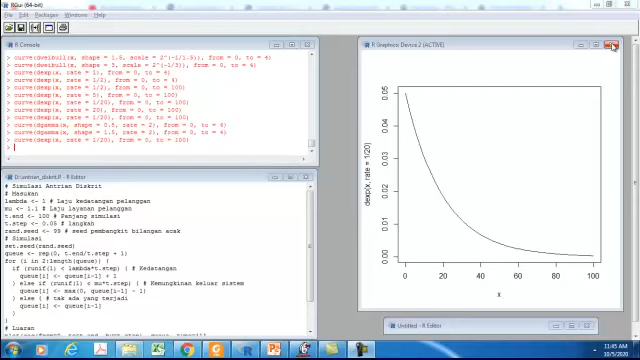 RGui (64-bit)
File Edit Packages Windows Help
R Console
> curve(dweibull(x, shape = 1.5, scale = 2^(-1/1.5)), from = 0, to = 4)
> curve(dweibull(x, shape = 3, scale = 2^(-1/3)), from = 0, to = 4)
> curve(dexp(x, rate = 1), from = 0, to = 4)
> curve(dexp(x, rate = 1/2), from = 0, to = 4)
> curve(dexp(x, rate = 1/2), from = 0, to = 100)
> curve(dexp(x, rate = 5), from = 0, to = 100)
> curve(dexp(x, rate = 1/20), from = 0, to = 100)
> curve(dexp(x, rate = 20), from = 0, to = 100)
> curve(dexp(x, rate = 1/20), from = 0, to = 100)
> curve(dgamma(x, shape = 0.5, rate = 2), from = 0, to = 4)
> curve(dgamma(x, shape = 1.5, rate = 2), from = 0, to = 4)
> curve(dexp(x, rate = 1/20), from = 0, to = 100)
>
D:\antrian_diskrit.R - R Editor
# Simulasi Antrian Diskrit
# Masukan
lambda <- 1 # Laju kedatangan pelanggan
mu <- 1.1 # Laju layanan pelanggan
t.end <- 100 # Panjang simulasi
t.step <- 0.05 # langkah
rand.seed <- 99 # seed pembangkit bilangan acak
# Simulasi
set.seed(rand.seed)
queue <- rep(0, t.end/t.step + 1)
for (i in 2:length(queue)) {
if (runif(1) < lambda*t.step) { # Kedatangan
queue[i] <- queue[i-1] + 1
} else if (runif(1) < mu*t.step) { # Kemungkinan keluar sistem
queue[i] <- max(0, queue[i-1] - 1)
} else { # tak ada yang terjadi
queue[i] <- queue[i-1]
}
}
# Luaran
R Graphics: Device 2 (ACTIVE)
dexp(x, rate = 1/20)
0.05
0.04
0.03
0.02
0.01
0.00
0 20 40 60 80 100
x
Untitled - R Editor
11:45 AM
10/5/2020